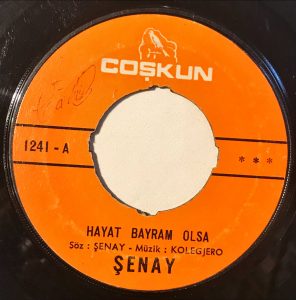 COŞKUN
1241 - A
* * *
HAYAT BAYRAM OLSA
Söz : ŞENAY - Müzik : KOLEGJERO
ŞENAY